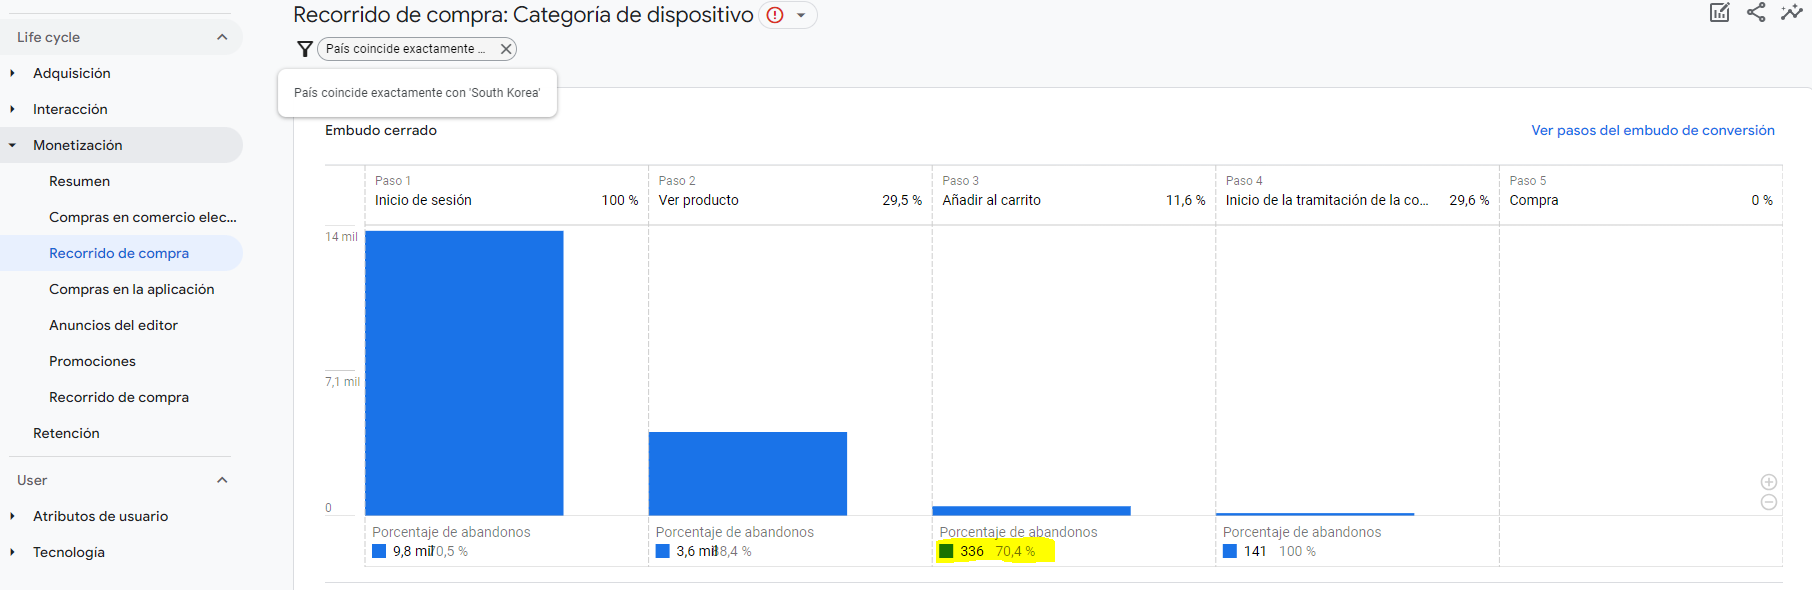 Recorrido de compra: Categoría de dispositivo
País coincide exactamente ...
País coincide exactamente con 'South Korea'
Life cycle
Adquisición
Interacción
Monetización
Resumen
Compras en comercio elec...
Recorrido de compra
Compras en la aplicación
Anuncios del editor
Promociones
Recorrido de compra
Retención
User
Atributos de usuario
Tecnología
Embudo cerrado
Ver pasos del embudo de conversión
Paso 1
Inicio de sesión 100 %
Paso 2
Ver producto 29,5 %
Paso 3
Añadir al carrito 11,6 %
Paso 4
Inicio de la tramitación de la co... 29,6 %
Paso 5
Compra 0 %
14 mil
7,1 mil
0
Porcentaje de abandonos
9,8 mil 70,5 %
Porcentaje de abandonos
3,6 mil 88,4 %
Porcentaje de abandonos
336 70,4 %
Porcentaje de abandonos
141 100 %